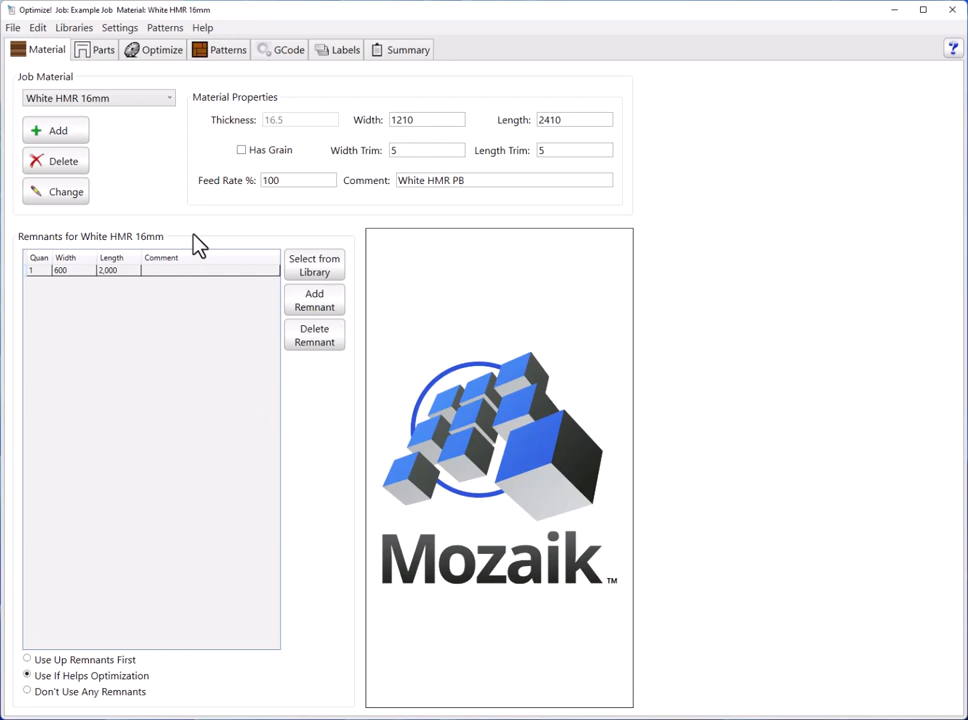 Optimize! Job: Example Job Material: White HMR 16mm
File Edit Libraries Settings Patterns Help
Material Parts Optimize Patterns GCode Labels Summary ?
Job Material
White HMR 16mm
Add
Delete
Change
Material Properties
Thickness: 16.5 Width: 1210 Length: 2410
Has Grain Width Trim: 5 Length Trim: 5
Feed Rate %: 100 Comment: White HMR PB
Remnants for White HMR 16mm
Quan Width Length Comment
1 600 2,000
Select from
Library
Add
Remnant
Delete
Remnant
Use Up Remnants First
Use If Helps Optimization
Don't Use Any Remnants
Mozaik™